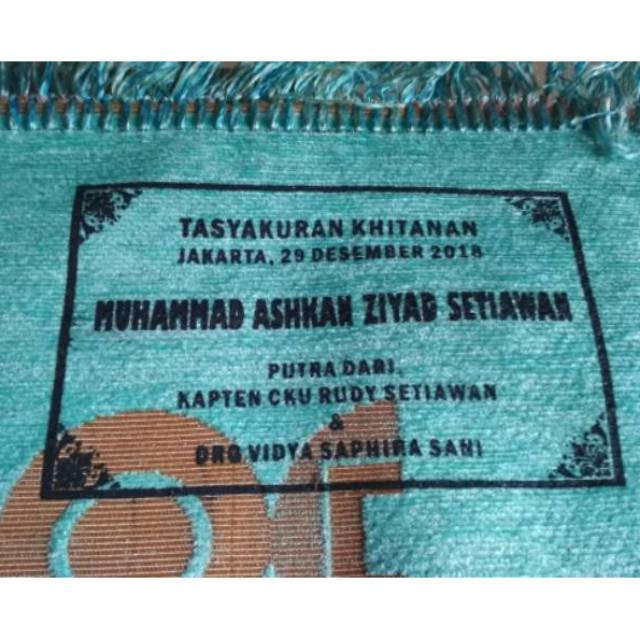 TASYAKURAN KHITANAN
JAKARTA, 29 DESEMBER 2018
MUHAMMAD ASHKAN ZIYAD SETIAWAN
PUTRA DARI
KAPTEN CKU RUDY SETIAWAN
&
DRG VIDYA SAPHIRA SANI